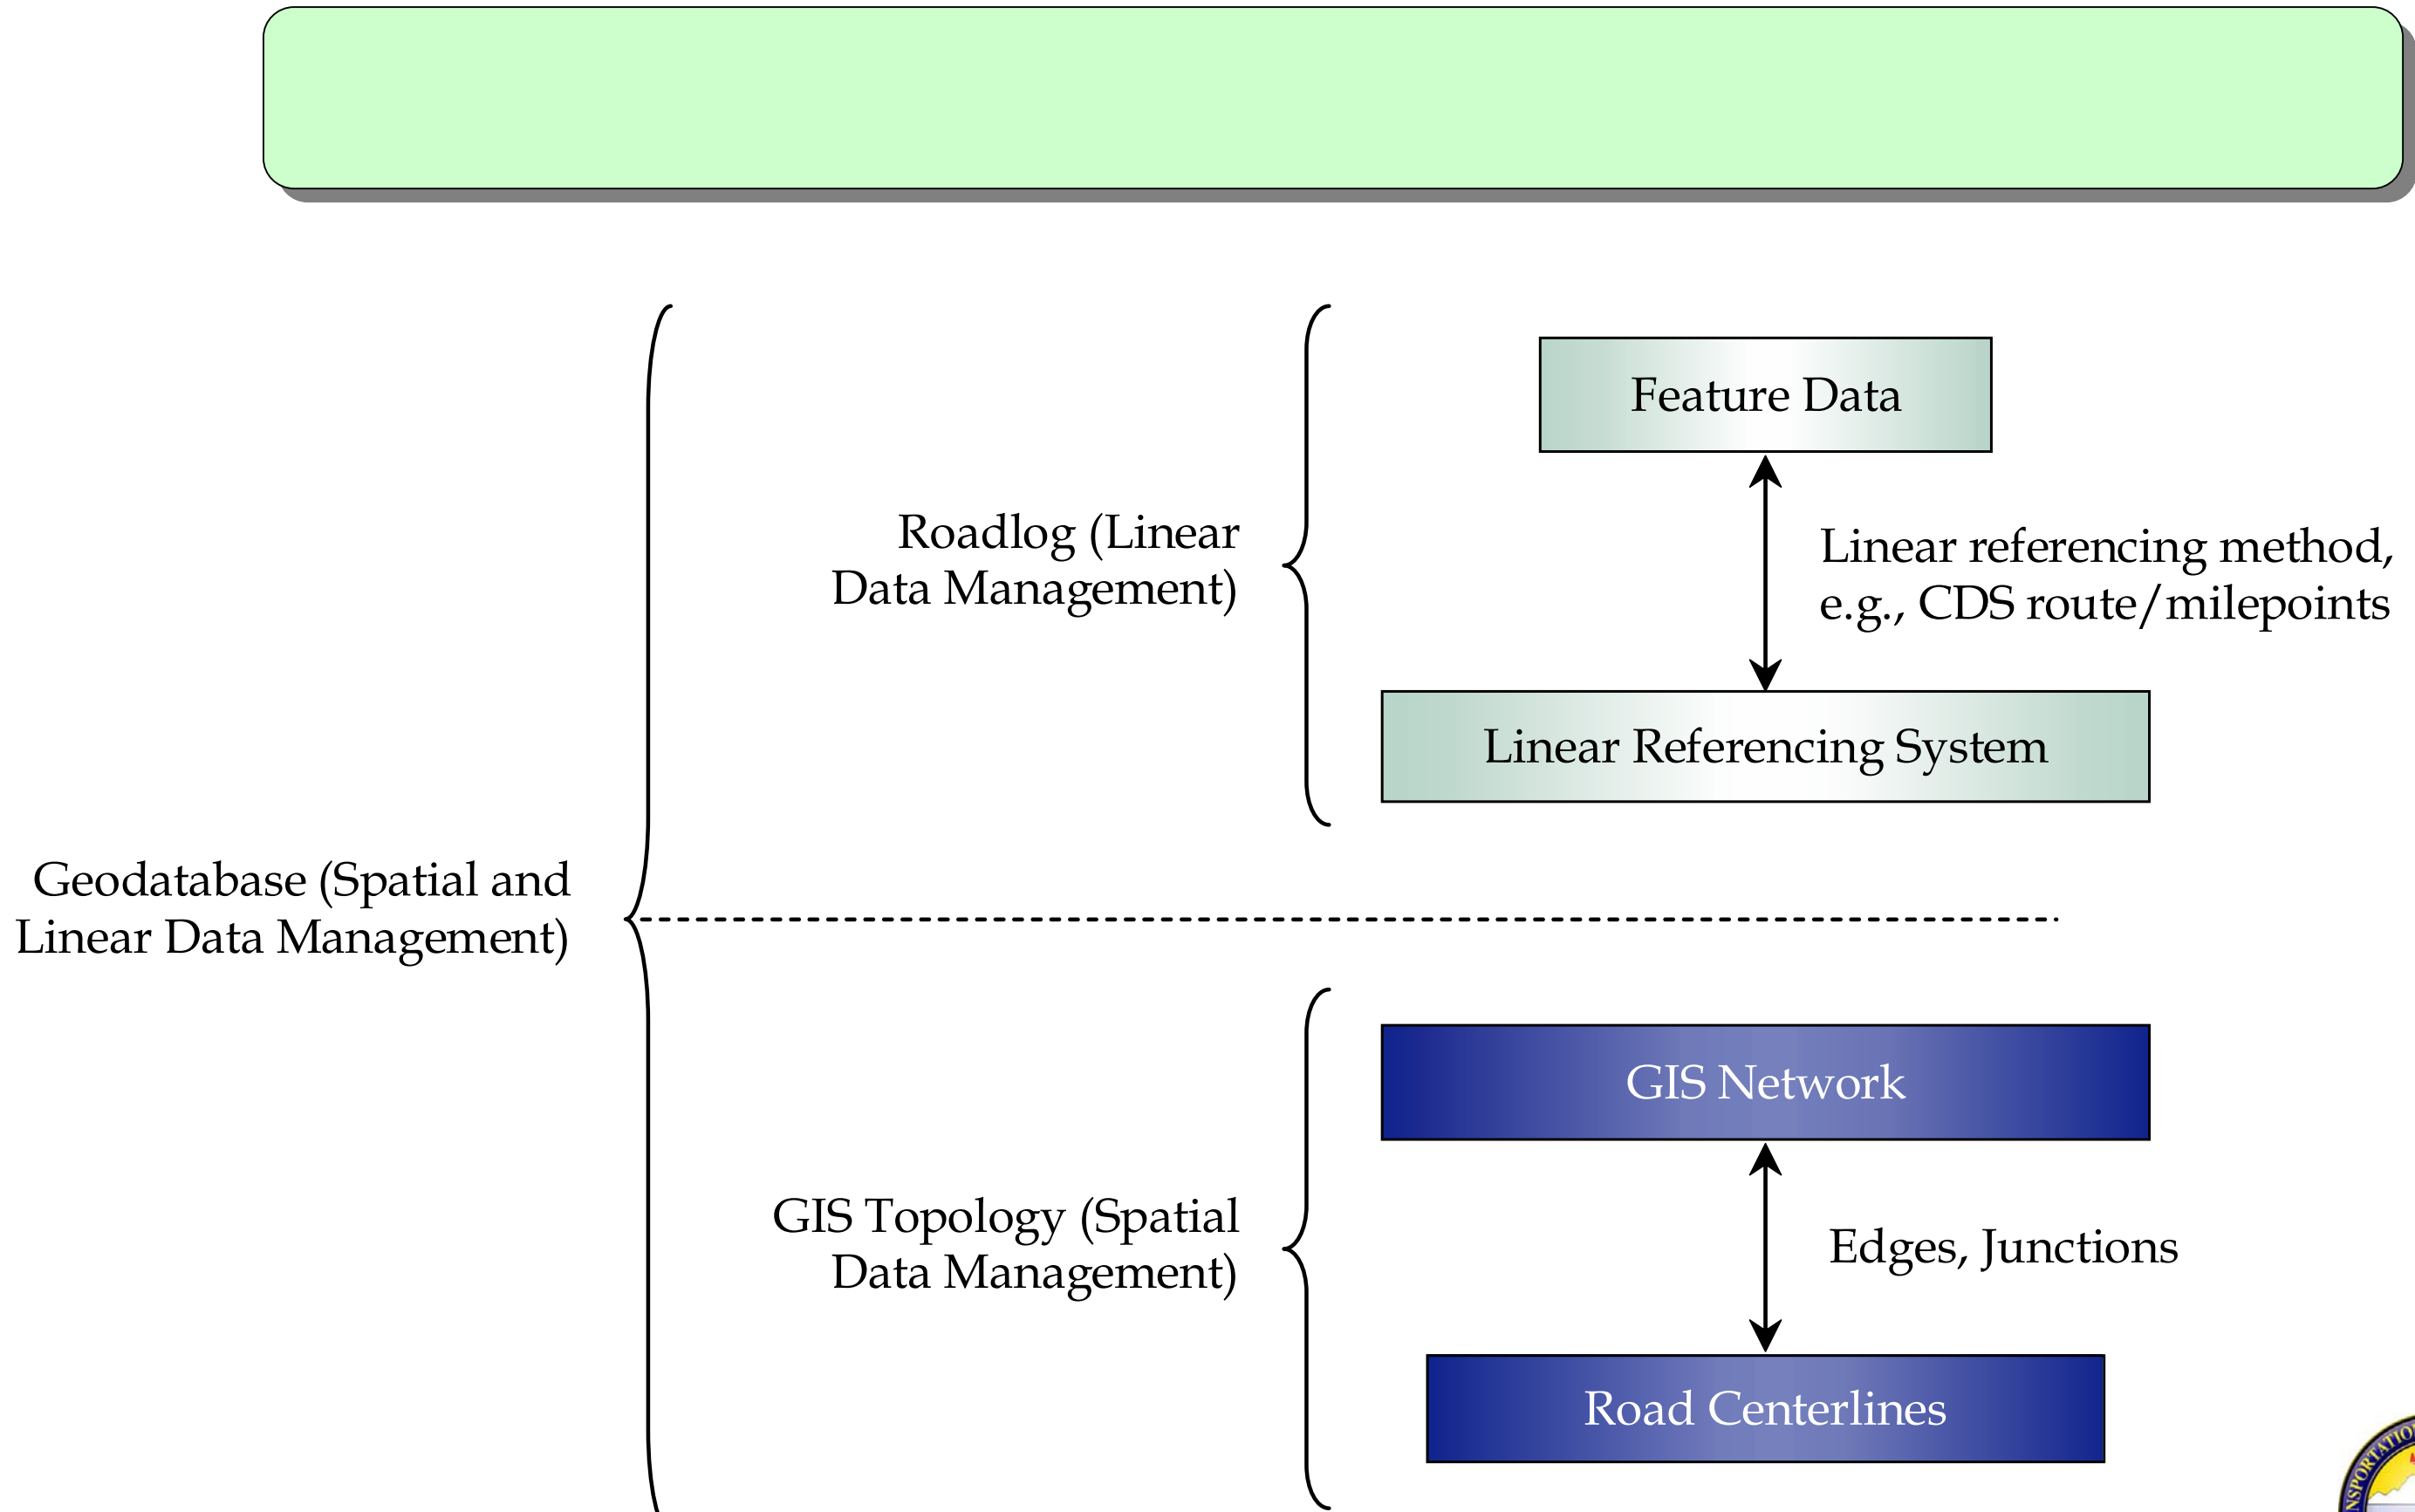 Feature Data
Roadlog (Linear
Data Management)
Linear referencing method,
e.g., CDS route/milepoints
Linear Referencing System
Geodatabase (Spatial and
Linear Data Management)
GIS Network
GIS Topology (Spatial
Data Management)
Edges, Junctions
Road Centerlines